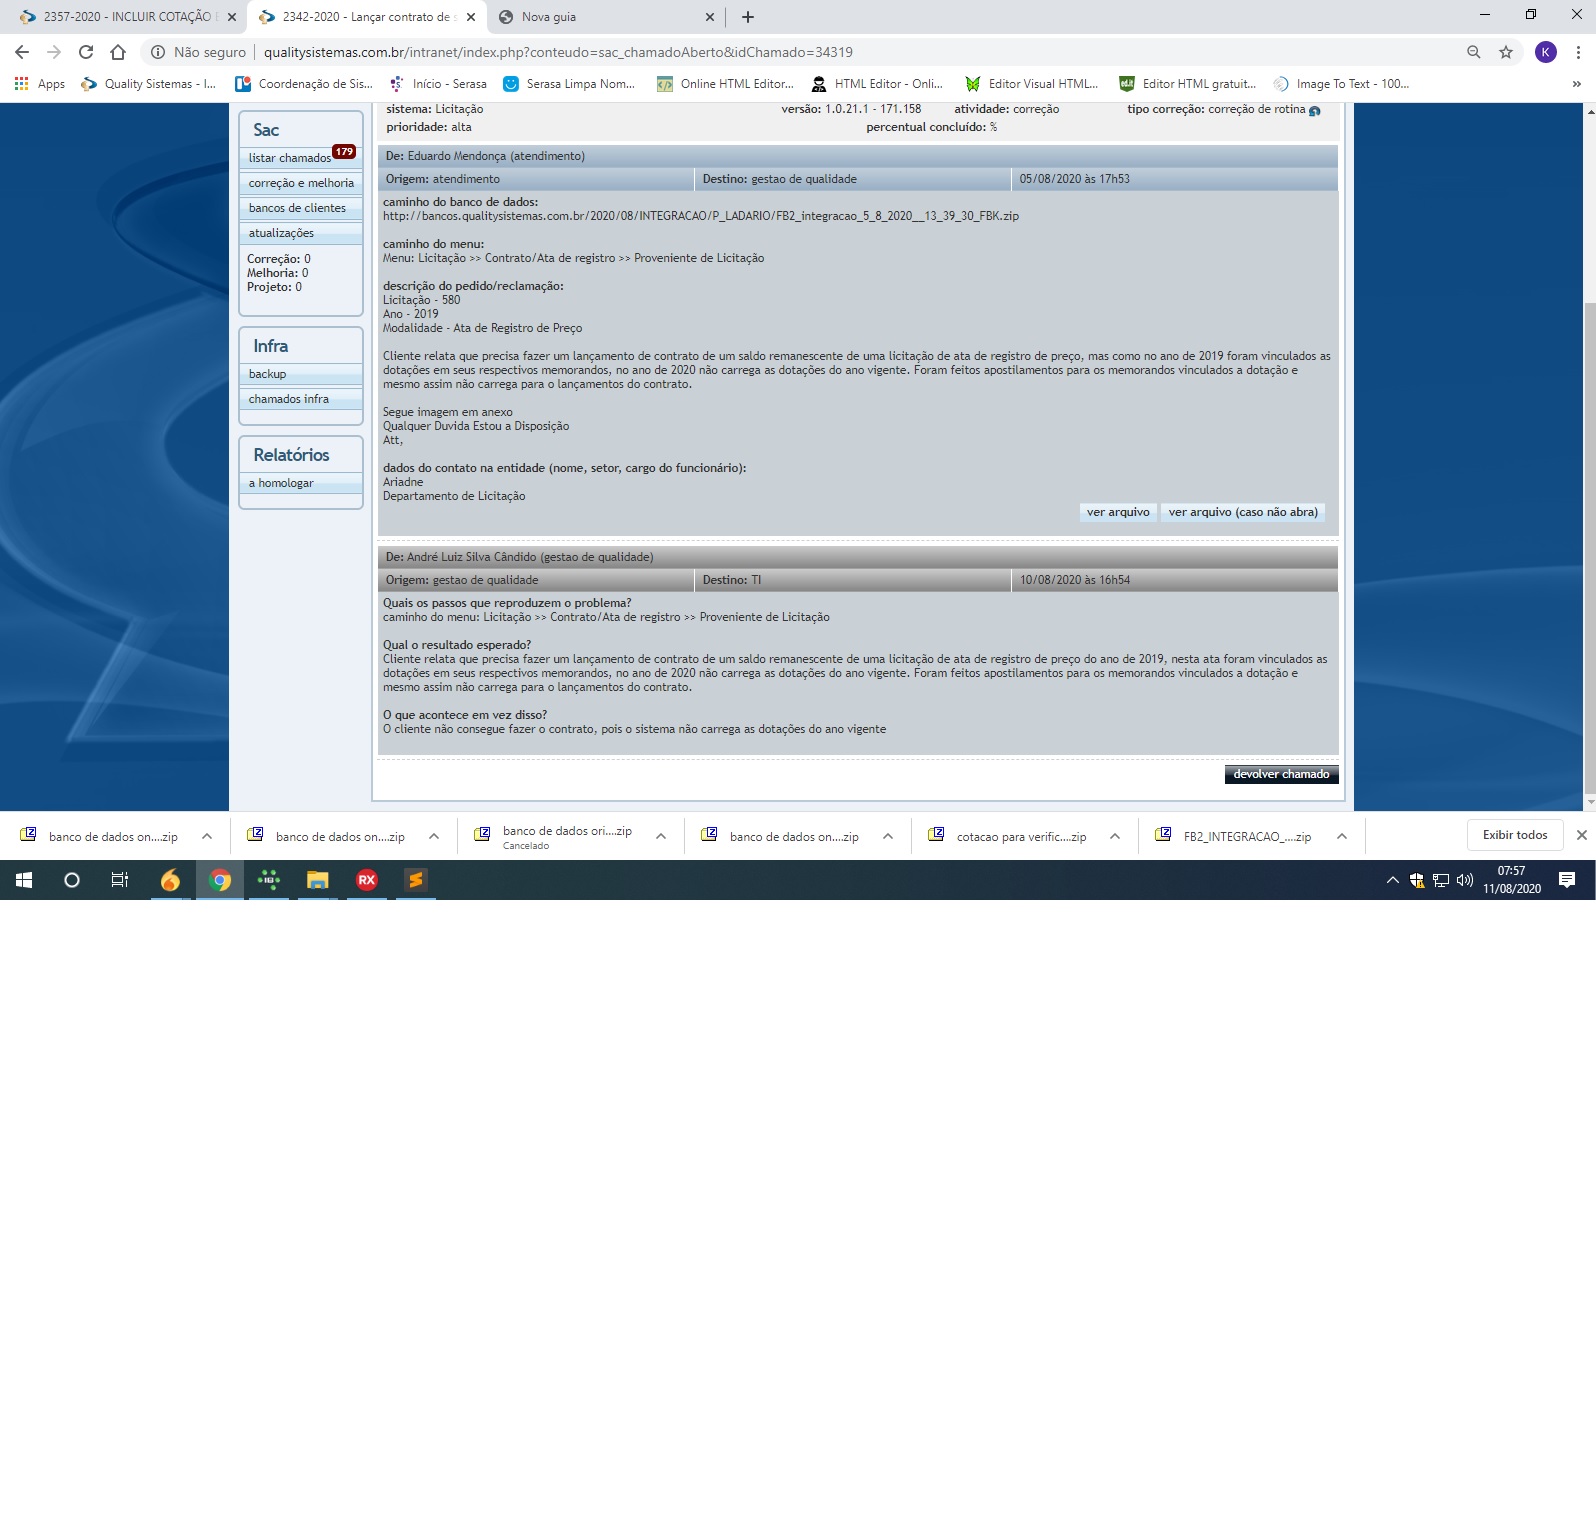 2357-2020 - INCLUIR COTAÇÃO
2342-2020 - Lançar contrato de
Nova guia
Não seguro
qualitysistemas.com.br/intranet/index.php?conteudo=sac_chamadoAberto&idChamado=34319
K
Apps
Quality Sistemas - I...
Coordenação de Sis...
Início - Serasa
Serasa Limpa Nom...
Online HTML Editor...
HTML Editor - Onli...
Editor Visual HTML...
Editor HTML gratuit...
Image To Text - 100...
»
Sac
listar chamados
179
correção e melhoria
bancos de clientes
atualizações
Correção: 0
Melhoria: 0
Projeto: 0
Infra
backup
chamados infra
Relatórios
a homologar
sistema: Licitação
versão: 1.0.21.1 - 171.158
atividade: correção
tipo correção: correção de rotina
prioridade: alta
percentual concluído: %
De: Eduardo Mendonça (atendimento)
Origem: atendimento
Destino: gestao de qualidade
05/08/2020 às 17h53
caminho do banco de dados:
http://bancos.qualitysistemas.com.br/2020/08/INTEGRACAO/P_LADARIO/FB2_integracao_5_8_2020__13_39_30_FBK.zip
caminho do menu:
Menu: Licitação >> Contrato/Ata de registro >> Proveniente de Licitação
descrição do pedido/reclamação:
Licitação - 580
Ano - 2019
Modalidade - Ata de Registro de Preço
Cliente relata que precisa fazer um lançamento de contrato de um saldo remanescente de uma licitação de ata de registro de preço, mas como no ano de 2019 foram vinculados as
dotações em seus respectivos memorandos, no ano de 2020 não carrega as dotações do ano vigente. Foram feitos apostilamentos para os memorandos vinculados a dotação e
mesmo assim não carrega para o lançamentos do contrato.
Segue imagem em anexo
Qualquer Duvida Estou a Disposição
Att,
dados do contato na entidade (nome, setor, cargo do funcionário):
Ariadne
Departamento de Licitação
ver arquivo
ver arquivo (caso não abra)
De: André Luiz Silva Cândido (gestao de qualidade)
Origem: gestao de qualidade
Destino: TI
10/08/2020 às 16h54
Quais os passos que reproduzem o problema?
caminho do menu: Licitação >> Contrato/Ata de registro >> Proveniente de Licitação
Qual o resultado esperado?
Cliente relata que precisa fazer um lançamento de contrato de um saldo remanescente de uma licitação de ata de registro de preço do ano de 2019, nesta ata foram vinculados as
dotações em seus respectivos memorandos, no ano de 2020 não carrega as dotações do ano vigente. Foram feitos apostilamentos para os memorandos vinculados a dotação e
mesmo assim não carrega para o lançamentos do contrato.
O que acontece em vez disso?
O cliente não consegue fazer o contrato, pois o sistema não carrega as dotações do ano vigente
devolver chamado
banco de dados on....zip
banco de dados on....zip
banco de dados ori....zip
Cancelado
banco de dados on....zip
cotacao para verific....zip
FB2_INTEGRACAO_....zip
Exibir todos
RX
07:57
11/08/2020